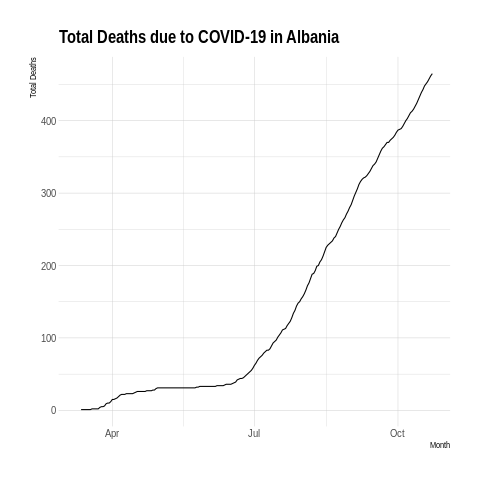 Total Deaths due to COVID-19 in Albania
Total Deaths
400
300
200
100
0
Apr Jul Oct
Month